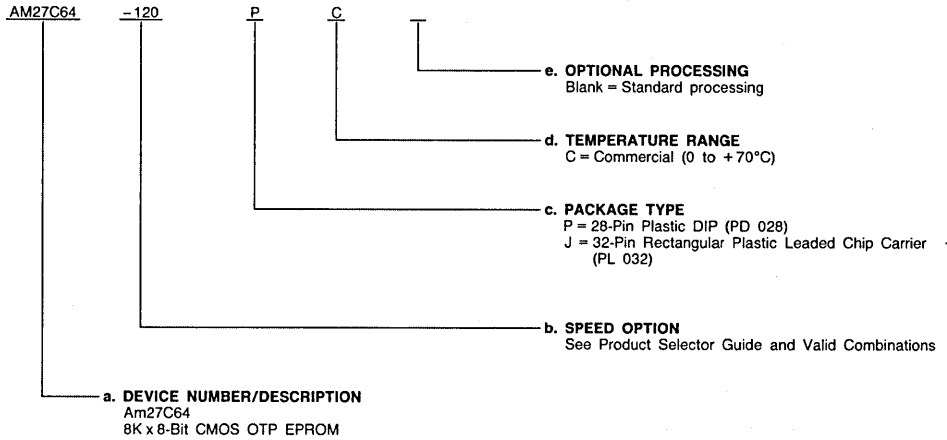 AM27C64 -120 P C _
e. OPTIONAL PROCESSING
Blank = Standard processing
d. TEMPERATURE RANGE
C = Commercial (0 to +70°C)
c. PACKAGE TYPE
P = 28-Pin Plastic DIP (PD 028)
J = 32-Pin Rectangular Plastic Leaded Chip Carrier
(PL 032)
b. SPEED OPTION
See Product Selector Guide and Valid Combinations
a. DEVICE NUMBER/DESCRIPTION
Am27C64
8K x 8-Bit CMOS OTP EPROM